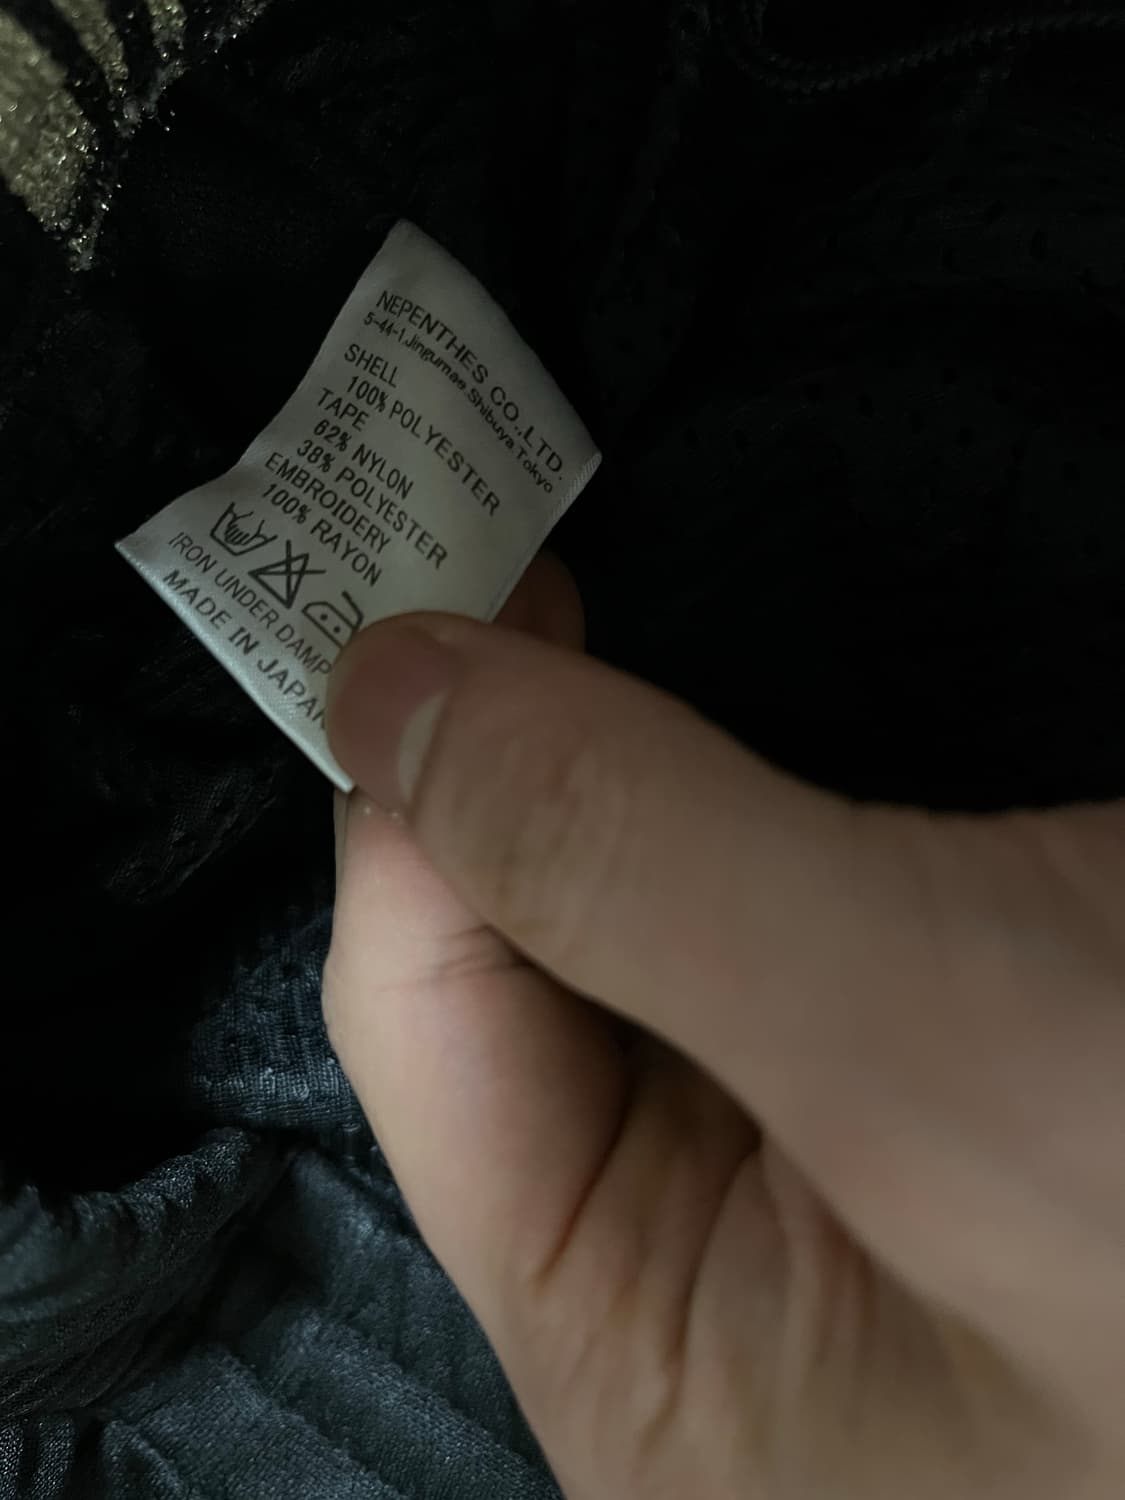 NEPENTHES CO.,LTD.
5-44-1,Jingumae.Shibuya.Tokyo
SHELL
100% POLYESTER
TAPE
62% NYLON
38% POLYESTER
EMBROIDERY
100% RAYON
IRON UNDER DAMP
MADE IN JAPAN